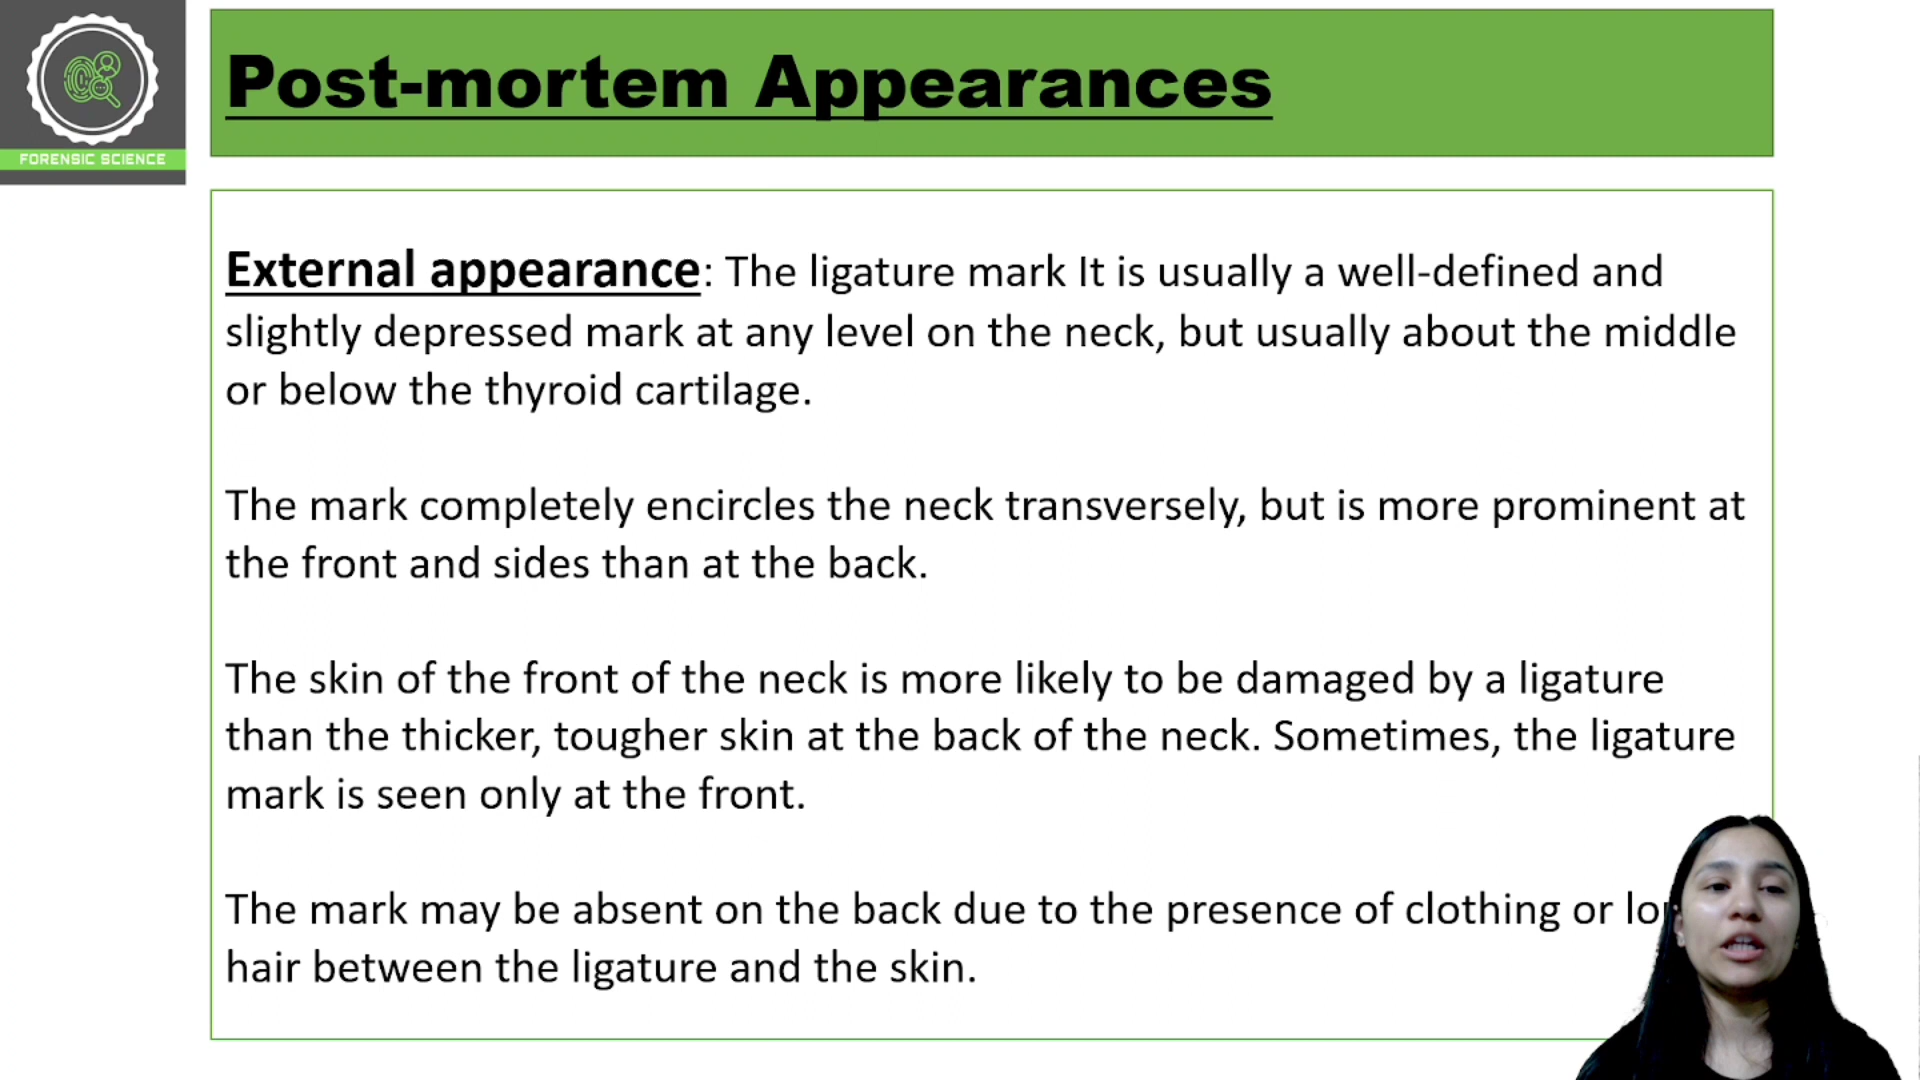 FORENSIC SCIENCE
Post-mortem Appearances
External appearance: The ligature mark It is usually a well-defined and
slightly depressed mark at any level on the neck, but usually about the middle
or below the thyroid cartilage.
The mark completely encircles the neck transversely, but is more prominent at
the front and sides than at the back.
The skin of the front of the neck is more likely to be damaged by a ligature
than the thicker, tougher skin at the back of the neck. Sometimes, the ligature
mark is seen only at the front.
The mark may be absent on the back due to the presence of clothing or
hair between the ligature and the skin.